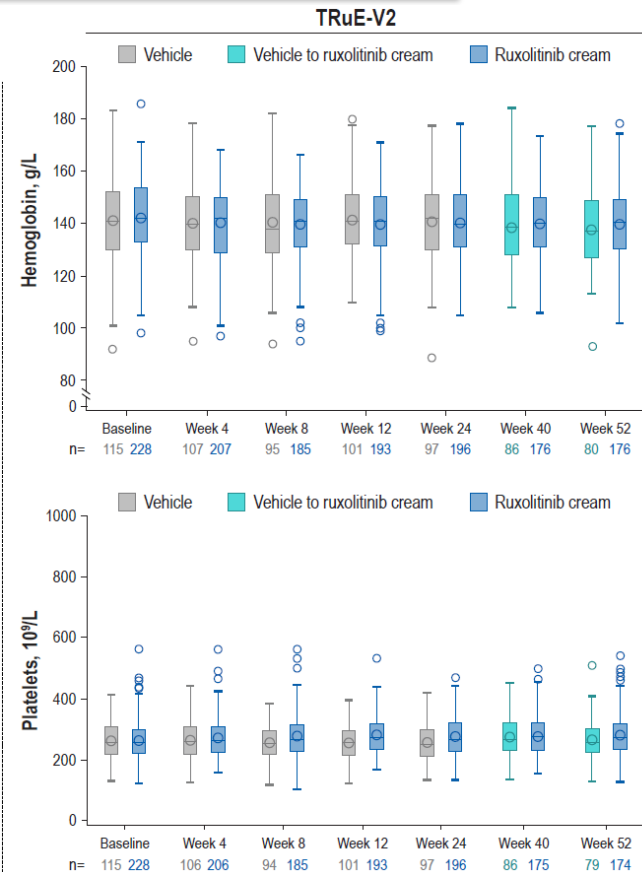 TRuE-V2
Vehicle Vehicle to ruxolitinib cream Ruxolitinib cream
Hemoglobin, g/L
200
180
160
140
120
100
80
0
Baseline Week 4 Week 8 Week 12 Week 24 Week 40 Week 52
n= 115 228 107 207 95 185 101 193 97 196 86 176 80 176
Vehicle Vehicle to ruxolitinib cream Ruxolitinib cream
Platelets, 10⁹/L
1000
800
600
400
200
0
Baseline Week 4 Week 8 Week 12 Week 24 Week 40 Week 52
n= 115 228 106 206 94 185 101 193 97 196 86 175 79 174